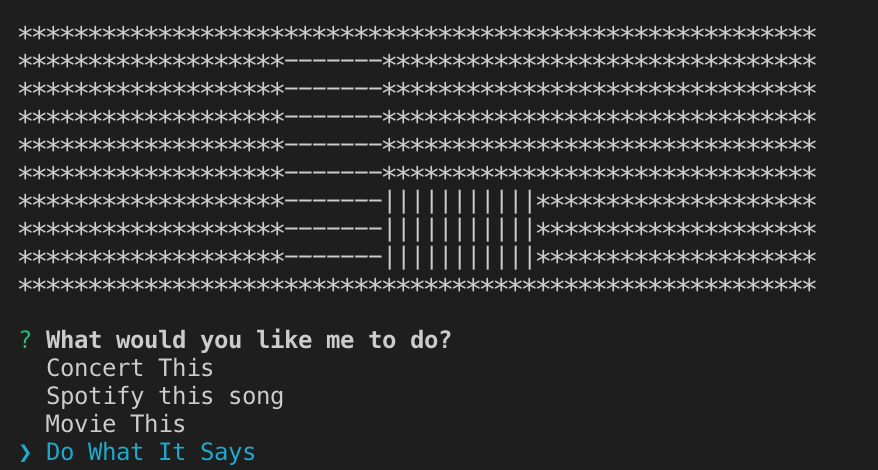 *********************************************************
*******************-------*******************************
*******************-------*******************************
*******************-------*******************************
*******************-------*******************************
*******************-------*******************************
*******************-------|||||||||||********************
*******************-------|||||||||||********************
*******************-------|||||||||||********************
*********************************************************
? What would you like me to do?
Concert This
Spotify this song
Movie This
❯ Do What It Says